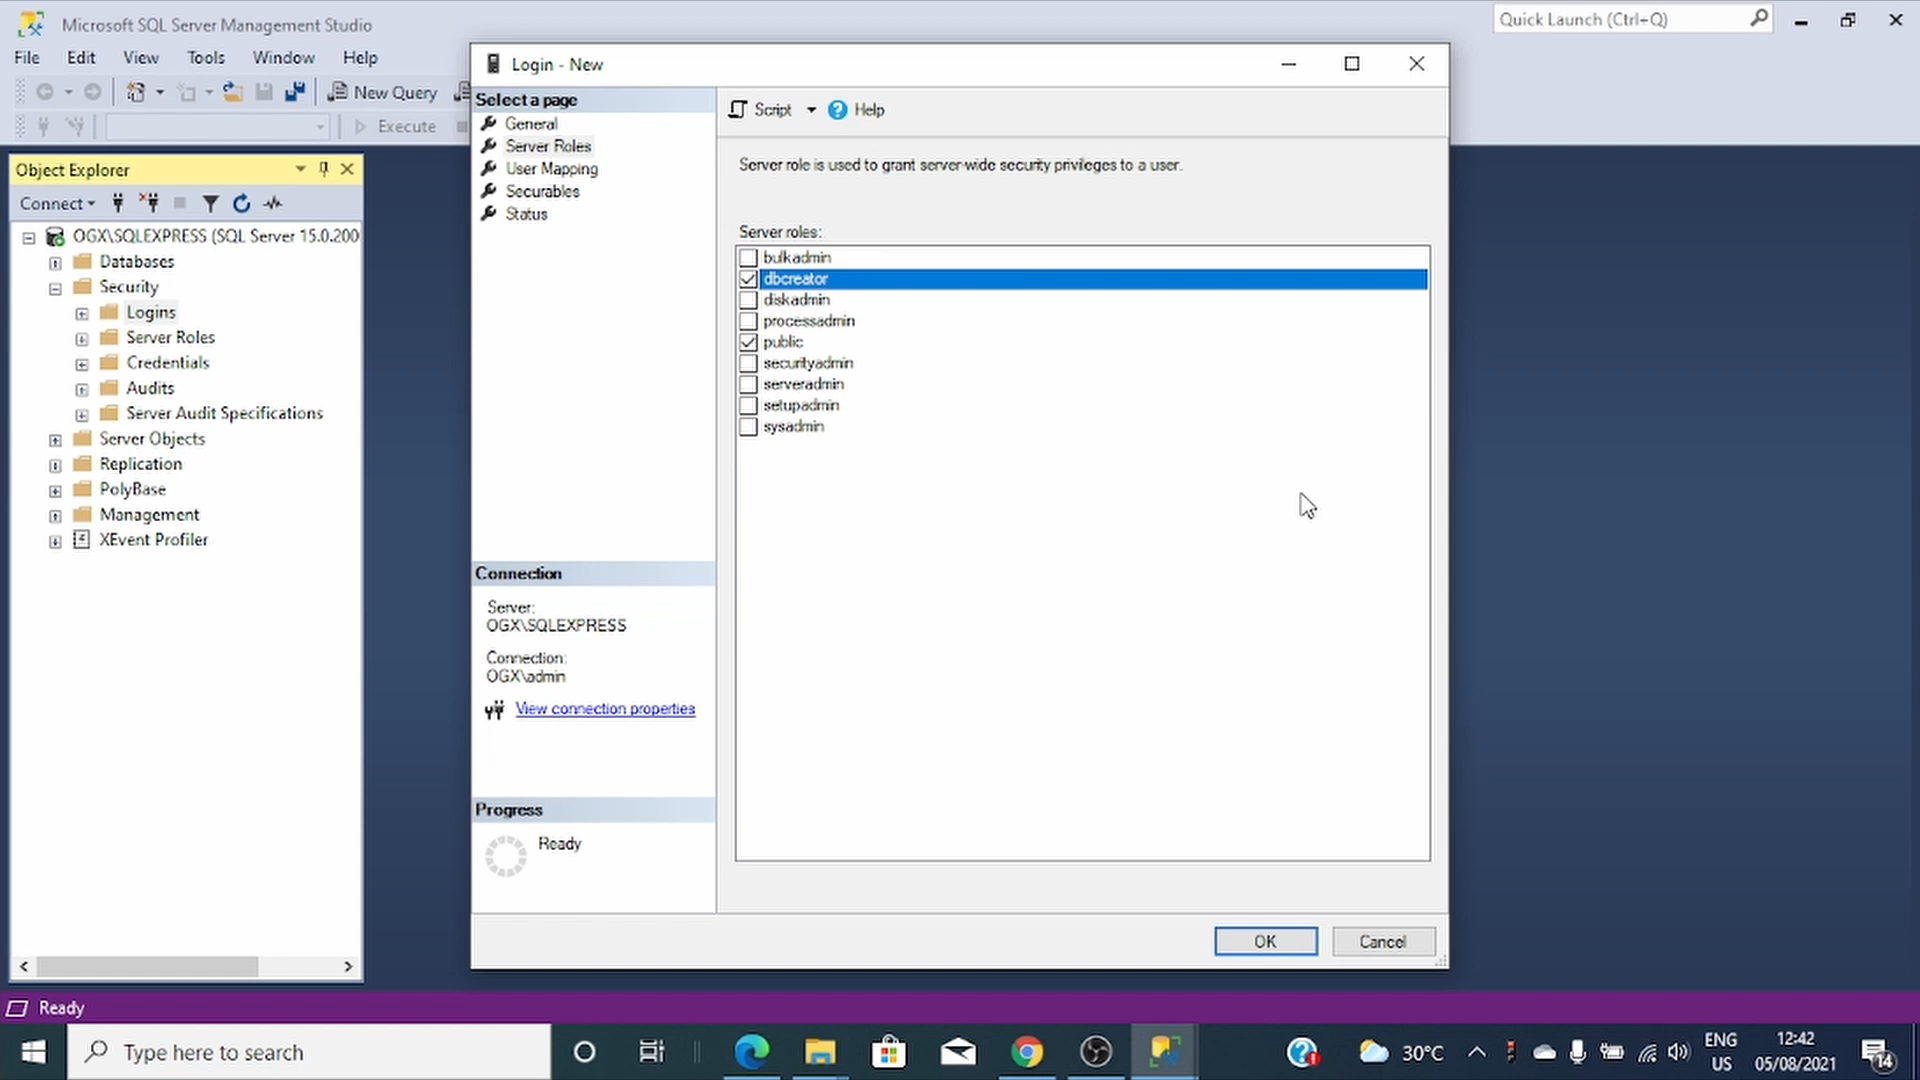 Microsoft SQL Server Management Studio
Quick Launch (Ctrl+Q)
File Edit View Tools Window Help
New Query
Execute
Object Explorer
Connect
OGX\SQLEXPRESS (SQL Server 15.0.200
Databases
Security
Logins
Server Roles
Credentials
Audits
Server Audit Specifications
Server Objects
Replication
PolyBase
Management
XEvent Profiler
Login - New
Select a page
General
Server Roles
User Mapping
Securables
Status
Connection
Server:
OGX\SQLEXPRESS
Connection:
OGX\admin
View connection properties
Progress
Ready
Script Help
Server role is used to grant server-wide security privileges to a user.
Server roles:
bulkadmin
dbcreator
diskadmin
processadmin
public
securityadmin
serveradmin
setupadmin
sysadmin
OK Cancel
Ready
Type here to search
30°C
ENG
US
12:42
05/08/2021
14